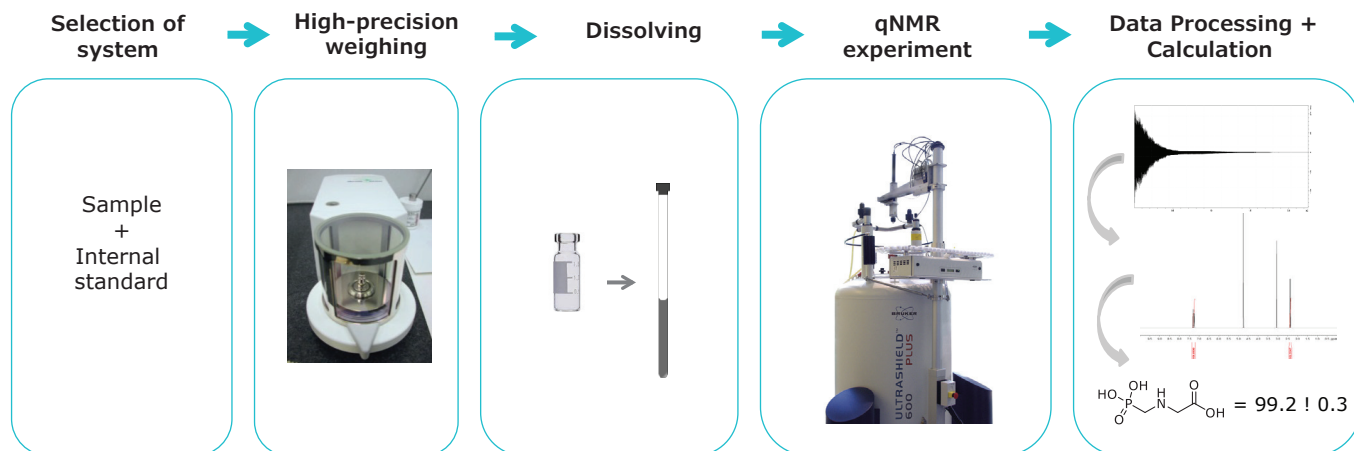 Selection of
system
High-precision
weighing
Dissolving
qNMR
experiment
Data Processing +
Calculation
Sample
+
Internal
standard
BRUKER
ULTRASHIELD™
600 PLUS
HO
OH
P
O
H
N
O
OH
= 99.2 ! 0.3